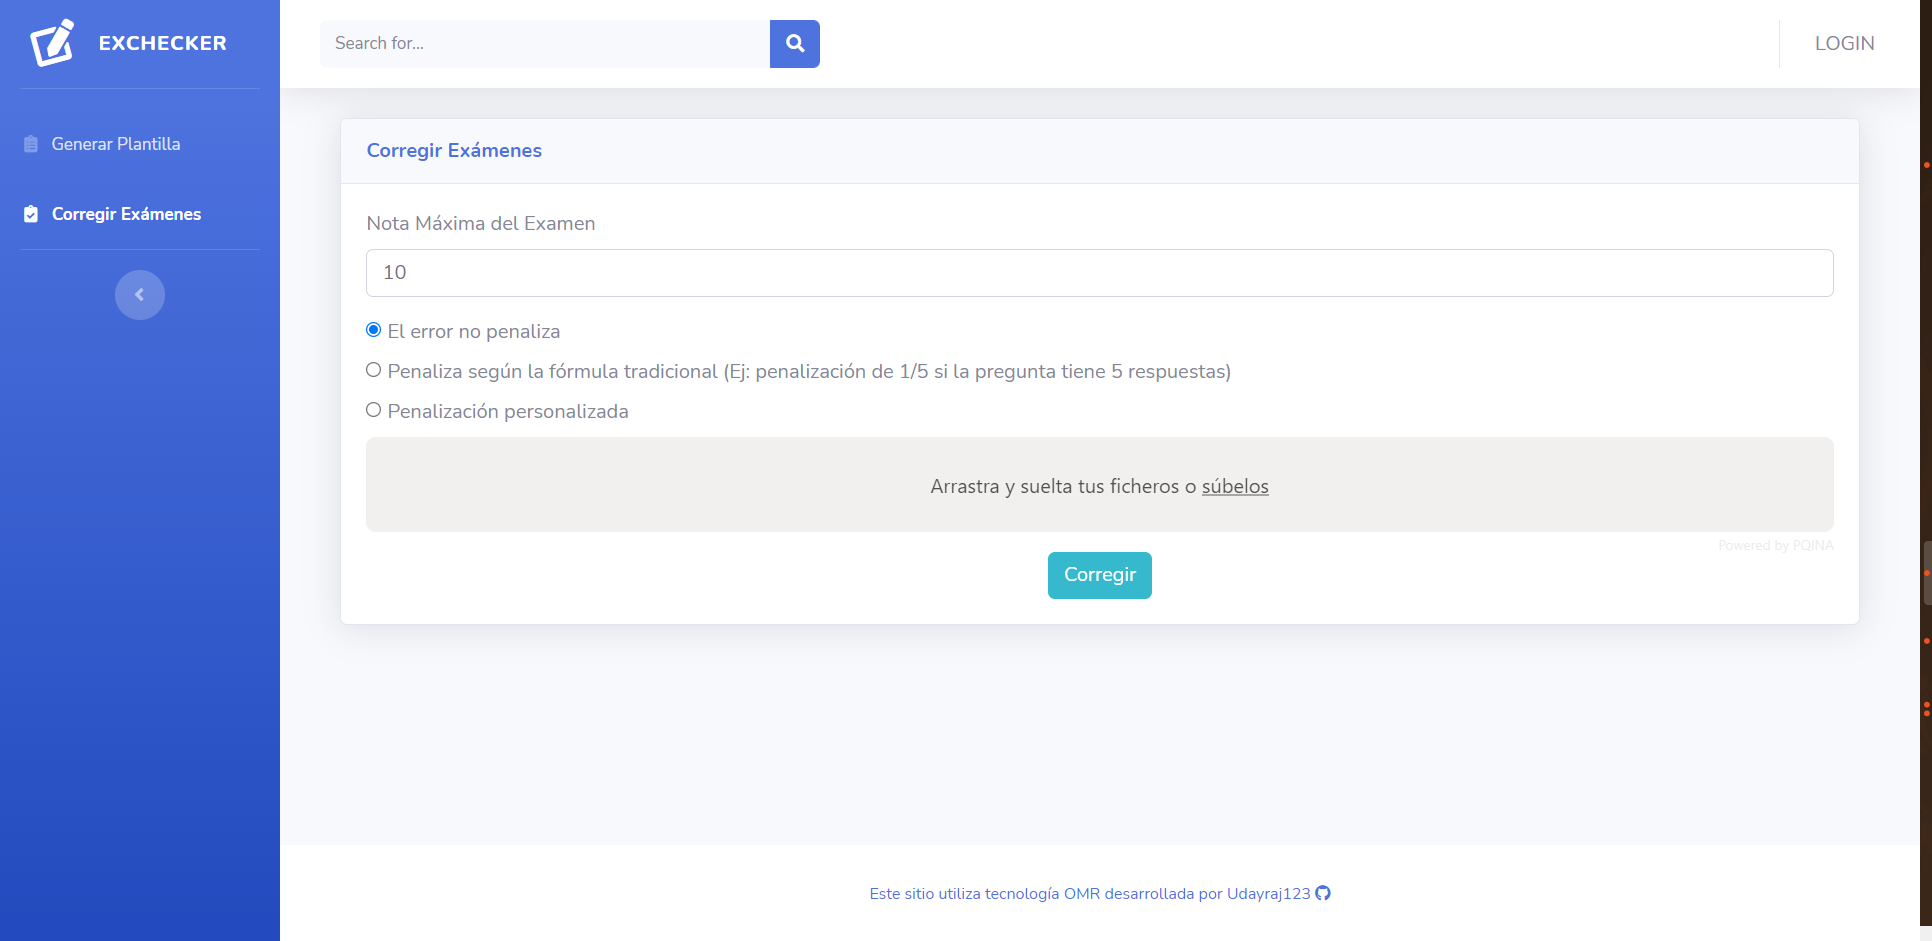 EXCHECKER
Search for...
LOGIN
Generar Plantilla
Corregir Exámenes
Corregir Exámenes
Nota Máxima del Examen
10
El error no penaliza
Penaliza según la fórmula tradicional (Ej: penalización de 1/5 si la pregunta tiene 5 respuestas)
Penalización personalizada
Arrastra y suelta tus ficheros o súbelos
Powered by PQINA
Corregir
Este sitio utiliza tecnología OMR desarrollada por Udayraj123